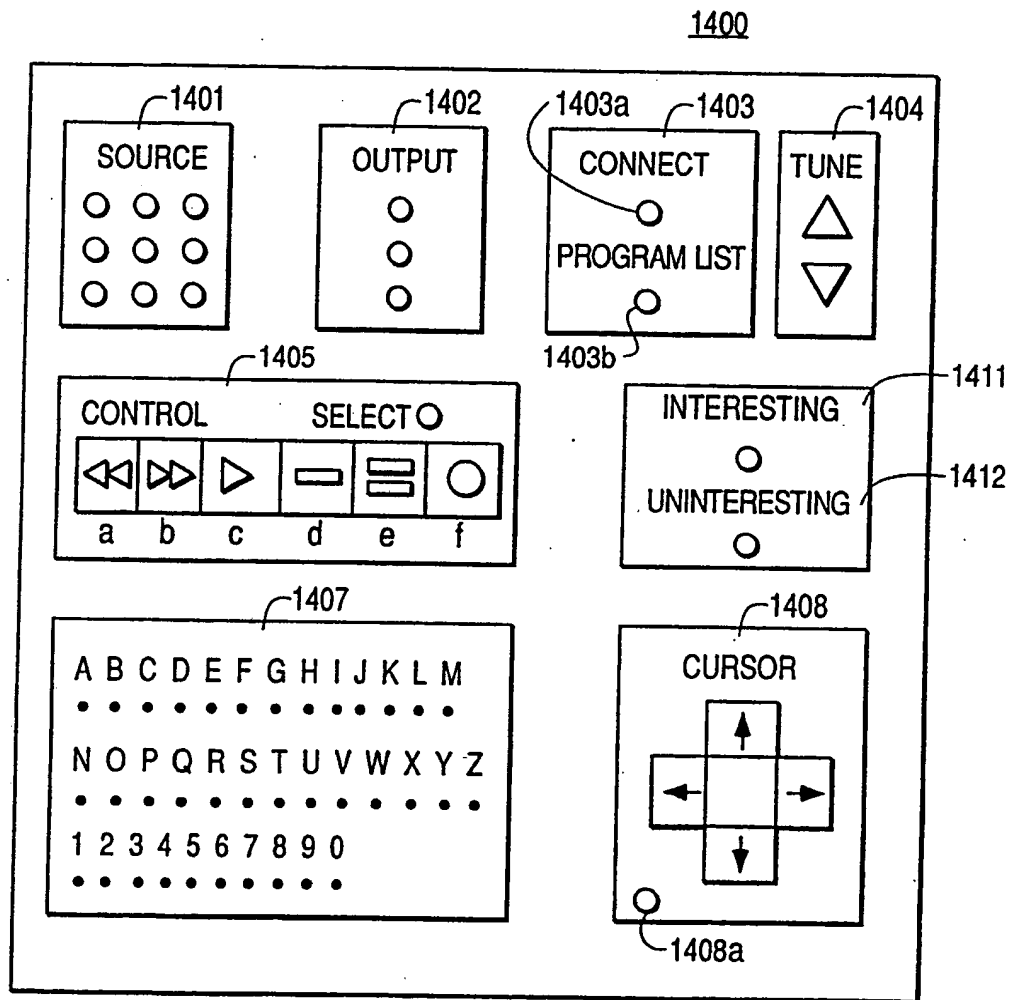 1400
1401
SOURCE
1402
OUTPUT
1403a
1403
CONNECT
PROGRAM LIST
1403b
1404
TUNE
1405
CONTROL SELECT
a b c d e f
1411
INTERESTING
1412
UNINTERESTING
1407
A B C D E F G H I J K L M
N O P Q R S T U V W X Y Z
1 2 3 4 5 6 7 8 9 0
1408
CURSOR
1408a